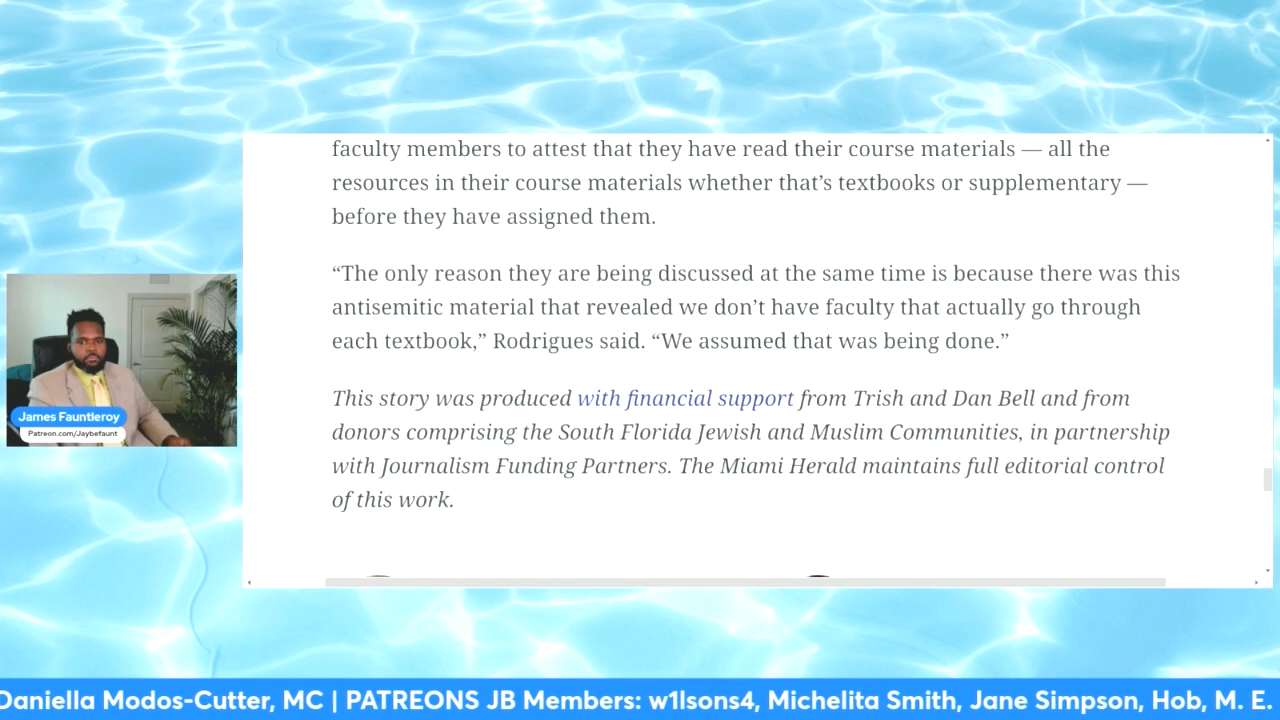 faculty members to attest that they have read their course materials — all the
resources in their course materials whether that’s textbooks or supplementary —
before they have assigned them.
“The only reason they are being discussed at the same time is because there was this
antisemitic material that revealed we don’t have faculty that actually go through
each textbook,” Rodrigues said. “We assumed that was being done.”
This story was produced with financial support from Trish and Dan Bell and from
donors comprising the South Florida Jewish and Muslim Communities, in partnership
with Journalism Funding Partners. The Miami Herald maintains full editorial control
of this work.
James Fauntleroy
Patreon.com/Jaybefaunt
Daniella Modos-Cutter, MC | PATREONS JB Members: w1lsons4, Michelita Smith, Jane Simpson, Hob, M. E.